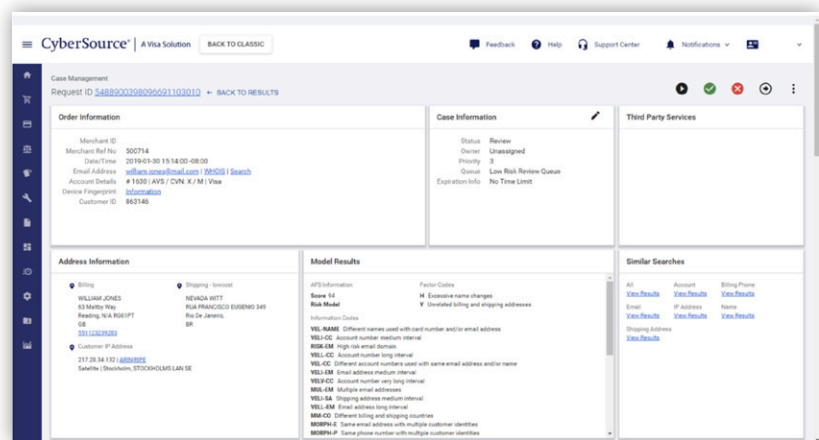 CyberSource® | A Visa Solution
BACK TO CLASSIC
Feedback
Help
Support Center
Notifications
Case Management
Request ID 5488900398096691103010 ← BACK TO RESULTS
Order Information
Merchant ID
Merchant Ref No 500714
Date/Time 2019-01-30 15:14:00 -08:00
Email Address william.jones@mail.com | WHOIS | Search
Account Details # 1630 | AVS / CVN: X / M | Visa
Device Fingerprint Information
Customer ID 863146
Case Information
Status Review
Owner Unassigned
Priority 3
Queue Low Risk Review Queue
Expiration Info No Time Limit
Third Party Services
Address Information
Billing
WILLIAM JONES
63 Maltby Way
Reading, N/A RG61PT
GB
551123239283
Shipping - lowcost
NEVADA WITT
RUA FRANCISCO EUGENIO 349
Rio De Janeiro,
BR
Customer IP Address
217.28.34.132 | ARIN/RIPE
Satellite | Stockholm, STOCKHOLMS LAN SE
Model Results
AFS Information
Score 94
Risk Model
Factor Codes
H Excessive name changes
Y Unrelated billing and shipping addresses
Information Codes
VEL-NAME Different names used with card number and/or email address
VELI-CC Account number medium interval
RISK-EM High risk email domain
VELL-CC Account number long interval
VEL-CC Different account numbers used with same email address and/or name
VELI-EM Email address medium interval
VELV-CC Account number very long interval
MUL-EM Multiple email addresses
VELI-SA Shipping address medium interval
VELL-EM Email address long interval
MM-CO Different billing and shipping countries
MORPH-E Same email address with multiple customer identities
MORPH-P Same phone number with multiple customer identities
Similar Searches
All
View Results
Account
View Results
Billing Phone
View Results
Email
View Results
IP Address
View Results
Name
View Results
Shipping Address
View Results